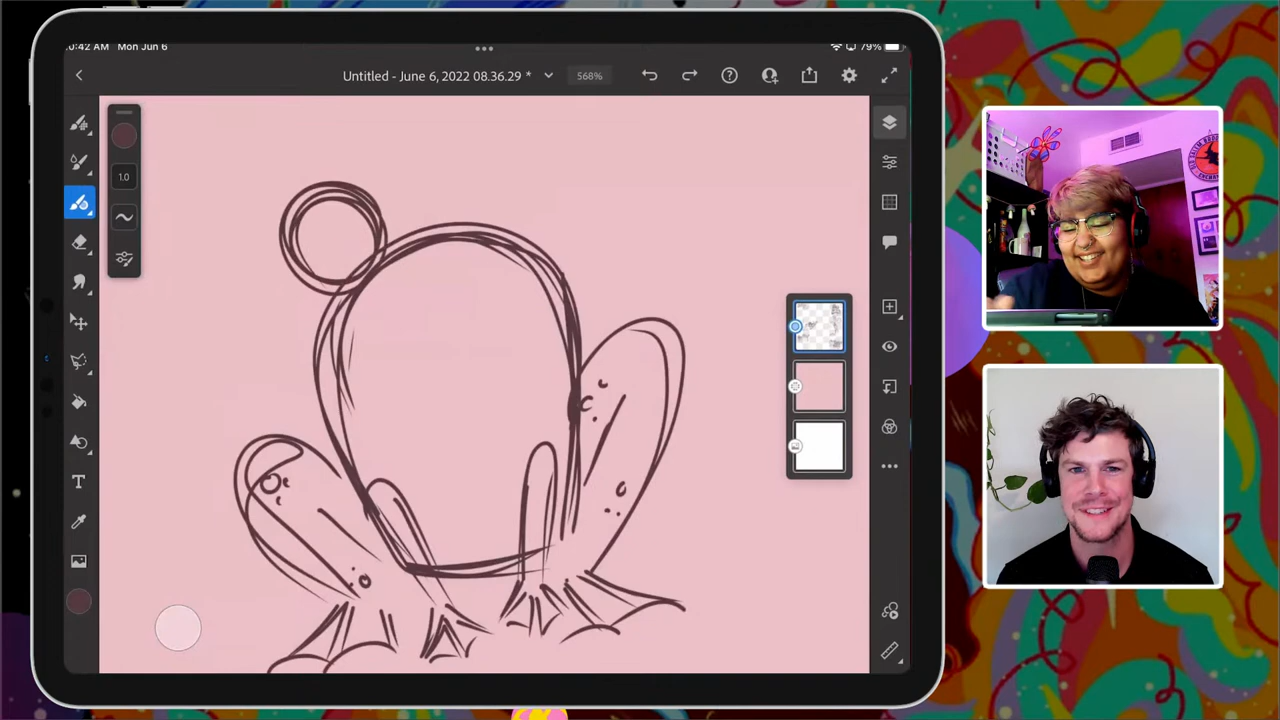 0:42 AM Mon Jun 6
79%
Untitled - June 6, 2022 08.36.29 *
568%
1.0
T